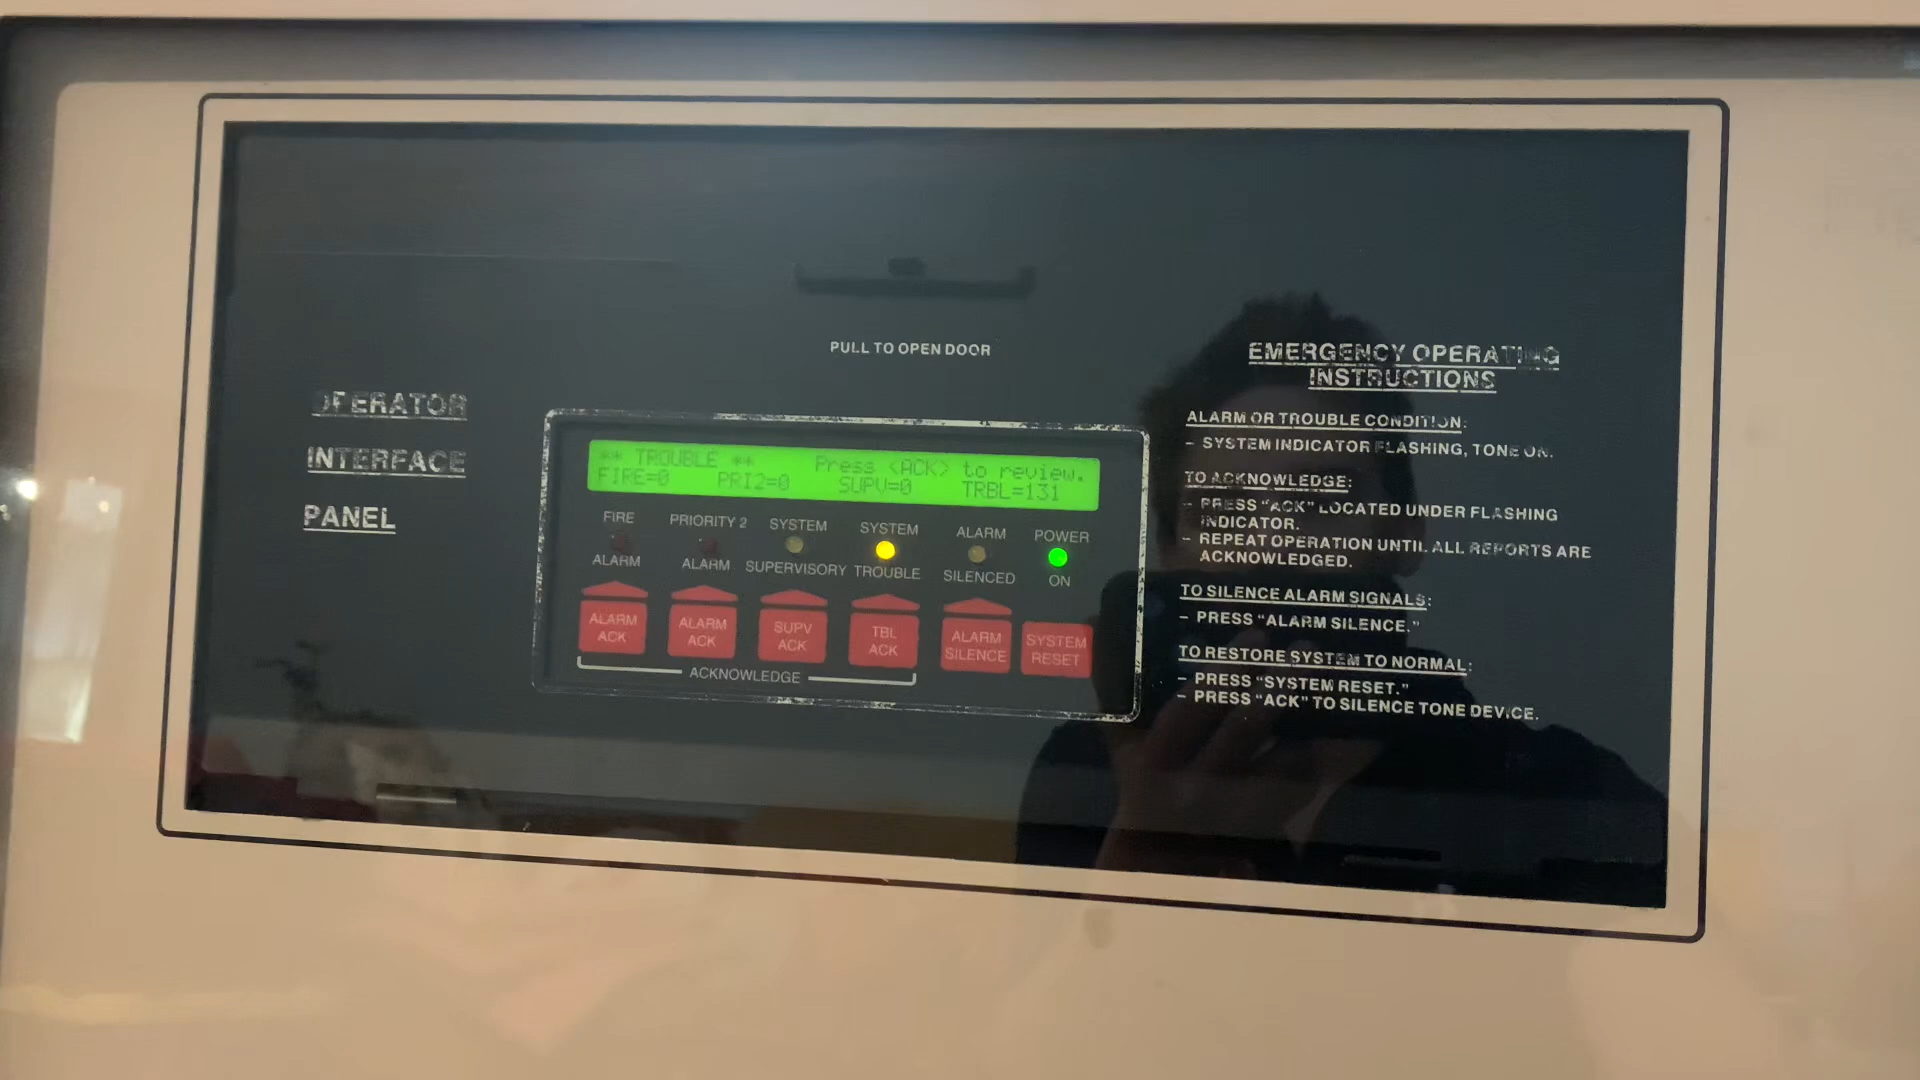 PULL TO OPEN DOOR
OPERATOR
INTERFACE
PANEL
** TROUBLE ** Press <ACK> to review.
FIRE=0 PRI2=0 SUPV=0 TRBL=131
FIRE
ALARM
PRIORITY 2
ALARM
SYSTEM
SUPERVISORY
SYSTEM
TROUBLE
ALARM
SILENCED
POWER
ON
ALARM
ACK
ALARM
ACK
SUPV
ACK
TBL
ACK
ALARM
SILENCE
SYSTEM
RESET
ACKNOWLEDGE
EMERGENCY OPERATING
INSTRUCTIONS
ALARM OR TROUBLE CONDITION:
- SYSTEM INDICATOR FLASHING, TONE ON.
TO ACKNOWLEDGE:
- PRESS "ACK" LOCATED UNDER FLASHING
INDICATOR.
- REPEAT OPERATION UNTIL ALL REPORTS ARE
ACKNOWLEDGED.
TO SILENCE ALARM SIGNALS:
- PRESS "ALARM SILENCE."
TO RESTORE SYSTEM TO NORMAL:
- PRESS "SYSTEM RESET."
- PRESS "ACK" TO SILENCE TONE DEVICE.